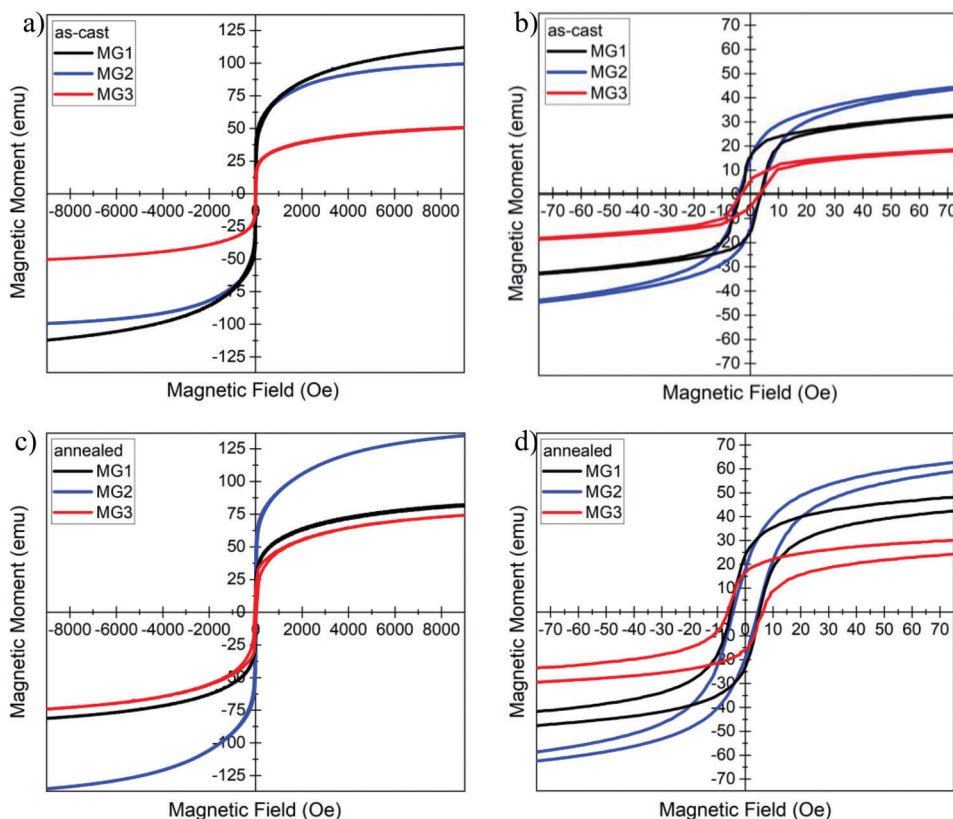 a)
as-cast
MG1
MG2
MG3
125
100
75
50
25
0
-25
-50
-75
-100
-125
-8000 -6000 -4000 -2000 0 2000 4000 6000 8000
Magnetic Moment (emu)
Magnetic Field (Oe)
b)
as-cast
MG1
MG2
MG3
70
60
50
40
30
20
10
0
-10
-20
-30
-40
-50
-60
-70
-70 -60 -50 -40 -30 -20 -10 0 10 20 30 40 50 60 70
Magnetic Moment (emu)
Magnetic Field (Oe)
c)
annealed
MG1
MG2
MG3
125
100
75
50
25
0
-25
-50
-75
-100
-125
-8000 -6000 -4000 -2000 0 2000 4000 6000 8000
Magnetic Moment (emu)
Magnetic Field (Oe)
d)
annealed
MG1
MG2
MG3
70
60
50
40
30
20
10
0
-10
-20
-30
-40
-50
-60
-70
-70 -60 -50 -40 -30 -20 -10 0 10 20 30 40 50 60 70
Magnetic Moment (emu)
Magnetic Field (Oe)